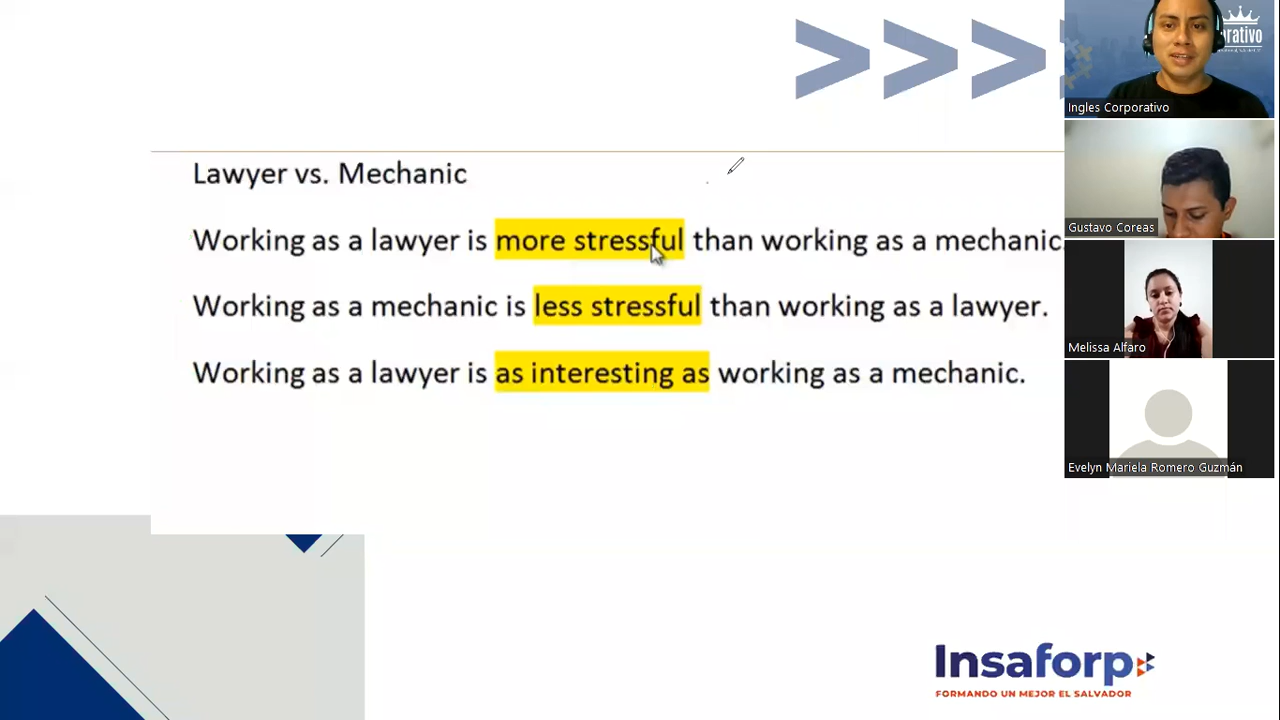 orativo
Ingles Corporativo
Lawyer vs. Mechanic
Working as a lawyer is more stressful than working as a mechanic.
Gustavo Coreas
Working as a mechanic is less stressful than working as a lawyer.
Melissa Alfaro
Working as a lawyer is as interesting as working as a mechanic.
Evelyn Mariela Romero Guzmán
Insaforp
FORMANDO UN MEJOR EL SALVADOR